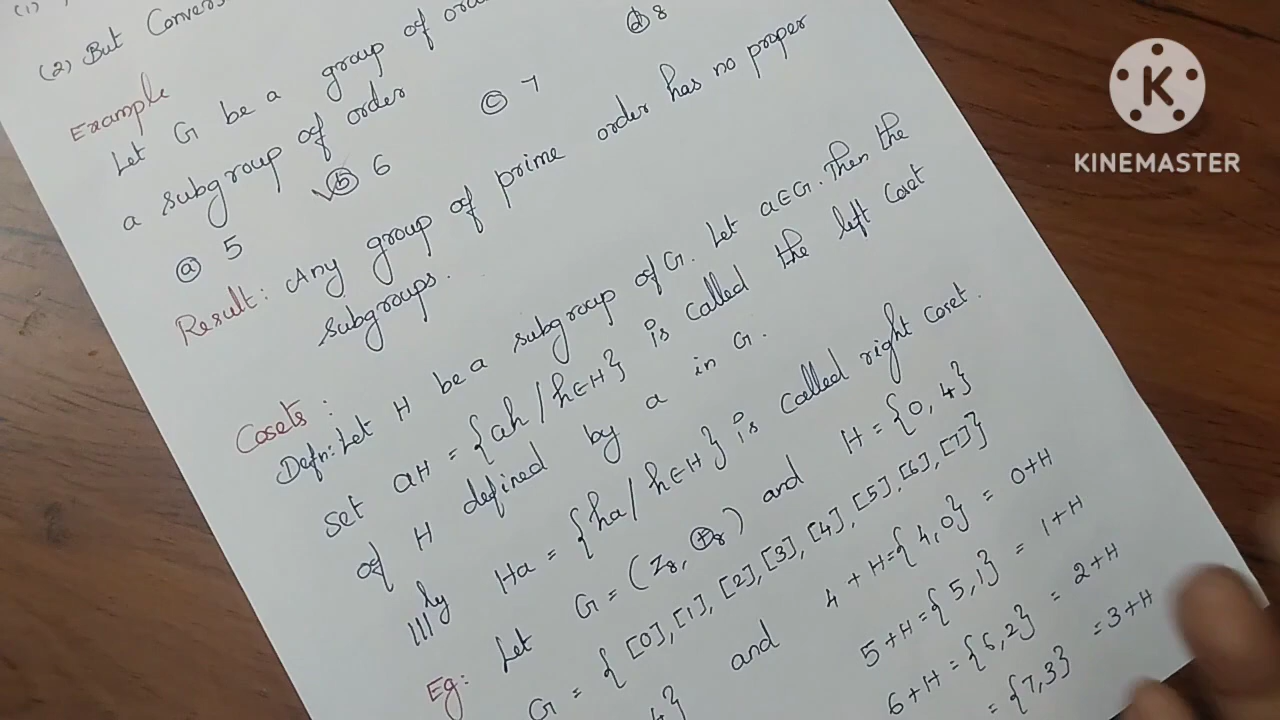 (1)
(2) But Convers
Example
Let G be a group of ord
a subgroup of order
ⓐ 5 ✓ⓑ 6 ⓒ 7 ⓓ 8
Result: Any group of prime order has no proper
subgroups.
Cosets:
Defn: Let H be a subgroup of G. Let a∈G. Then the
set aH = {ah / h∈H} is called the left coset
of H defined by a in G.
|||ly Ha = {ha / h∈H} is called right coset.
Eg: Let G = (Z₈, ⊕₈) and H = {0, 4}
G = {[0], [1], [2], [3], [4], [5], [6], [7]}
4} and 4 + H = {4, 0} = 0+H
5+H = {5, 1} = 1+H
6+H = {6, 2} = 2+H
= {7, 3} = 3+H
KINEMASTER